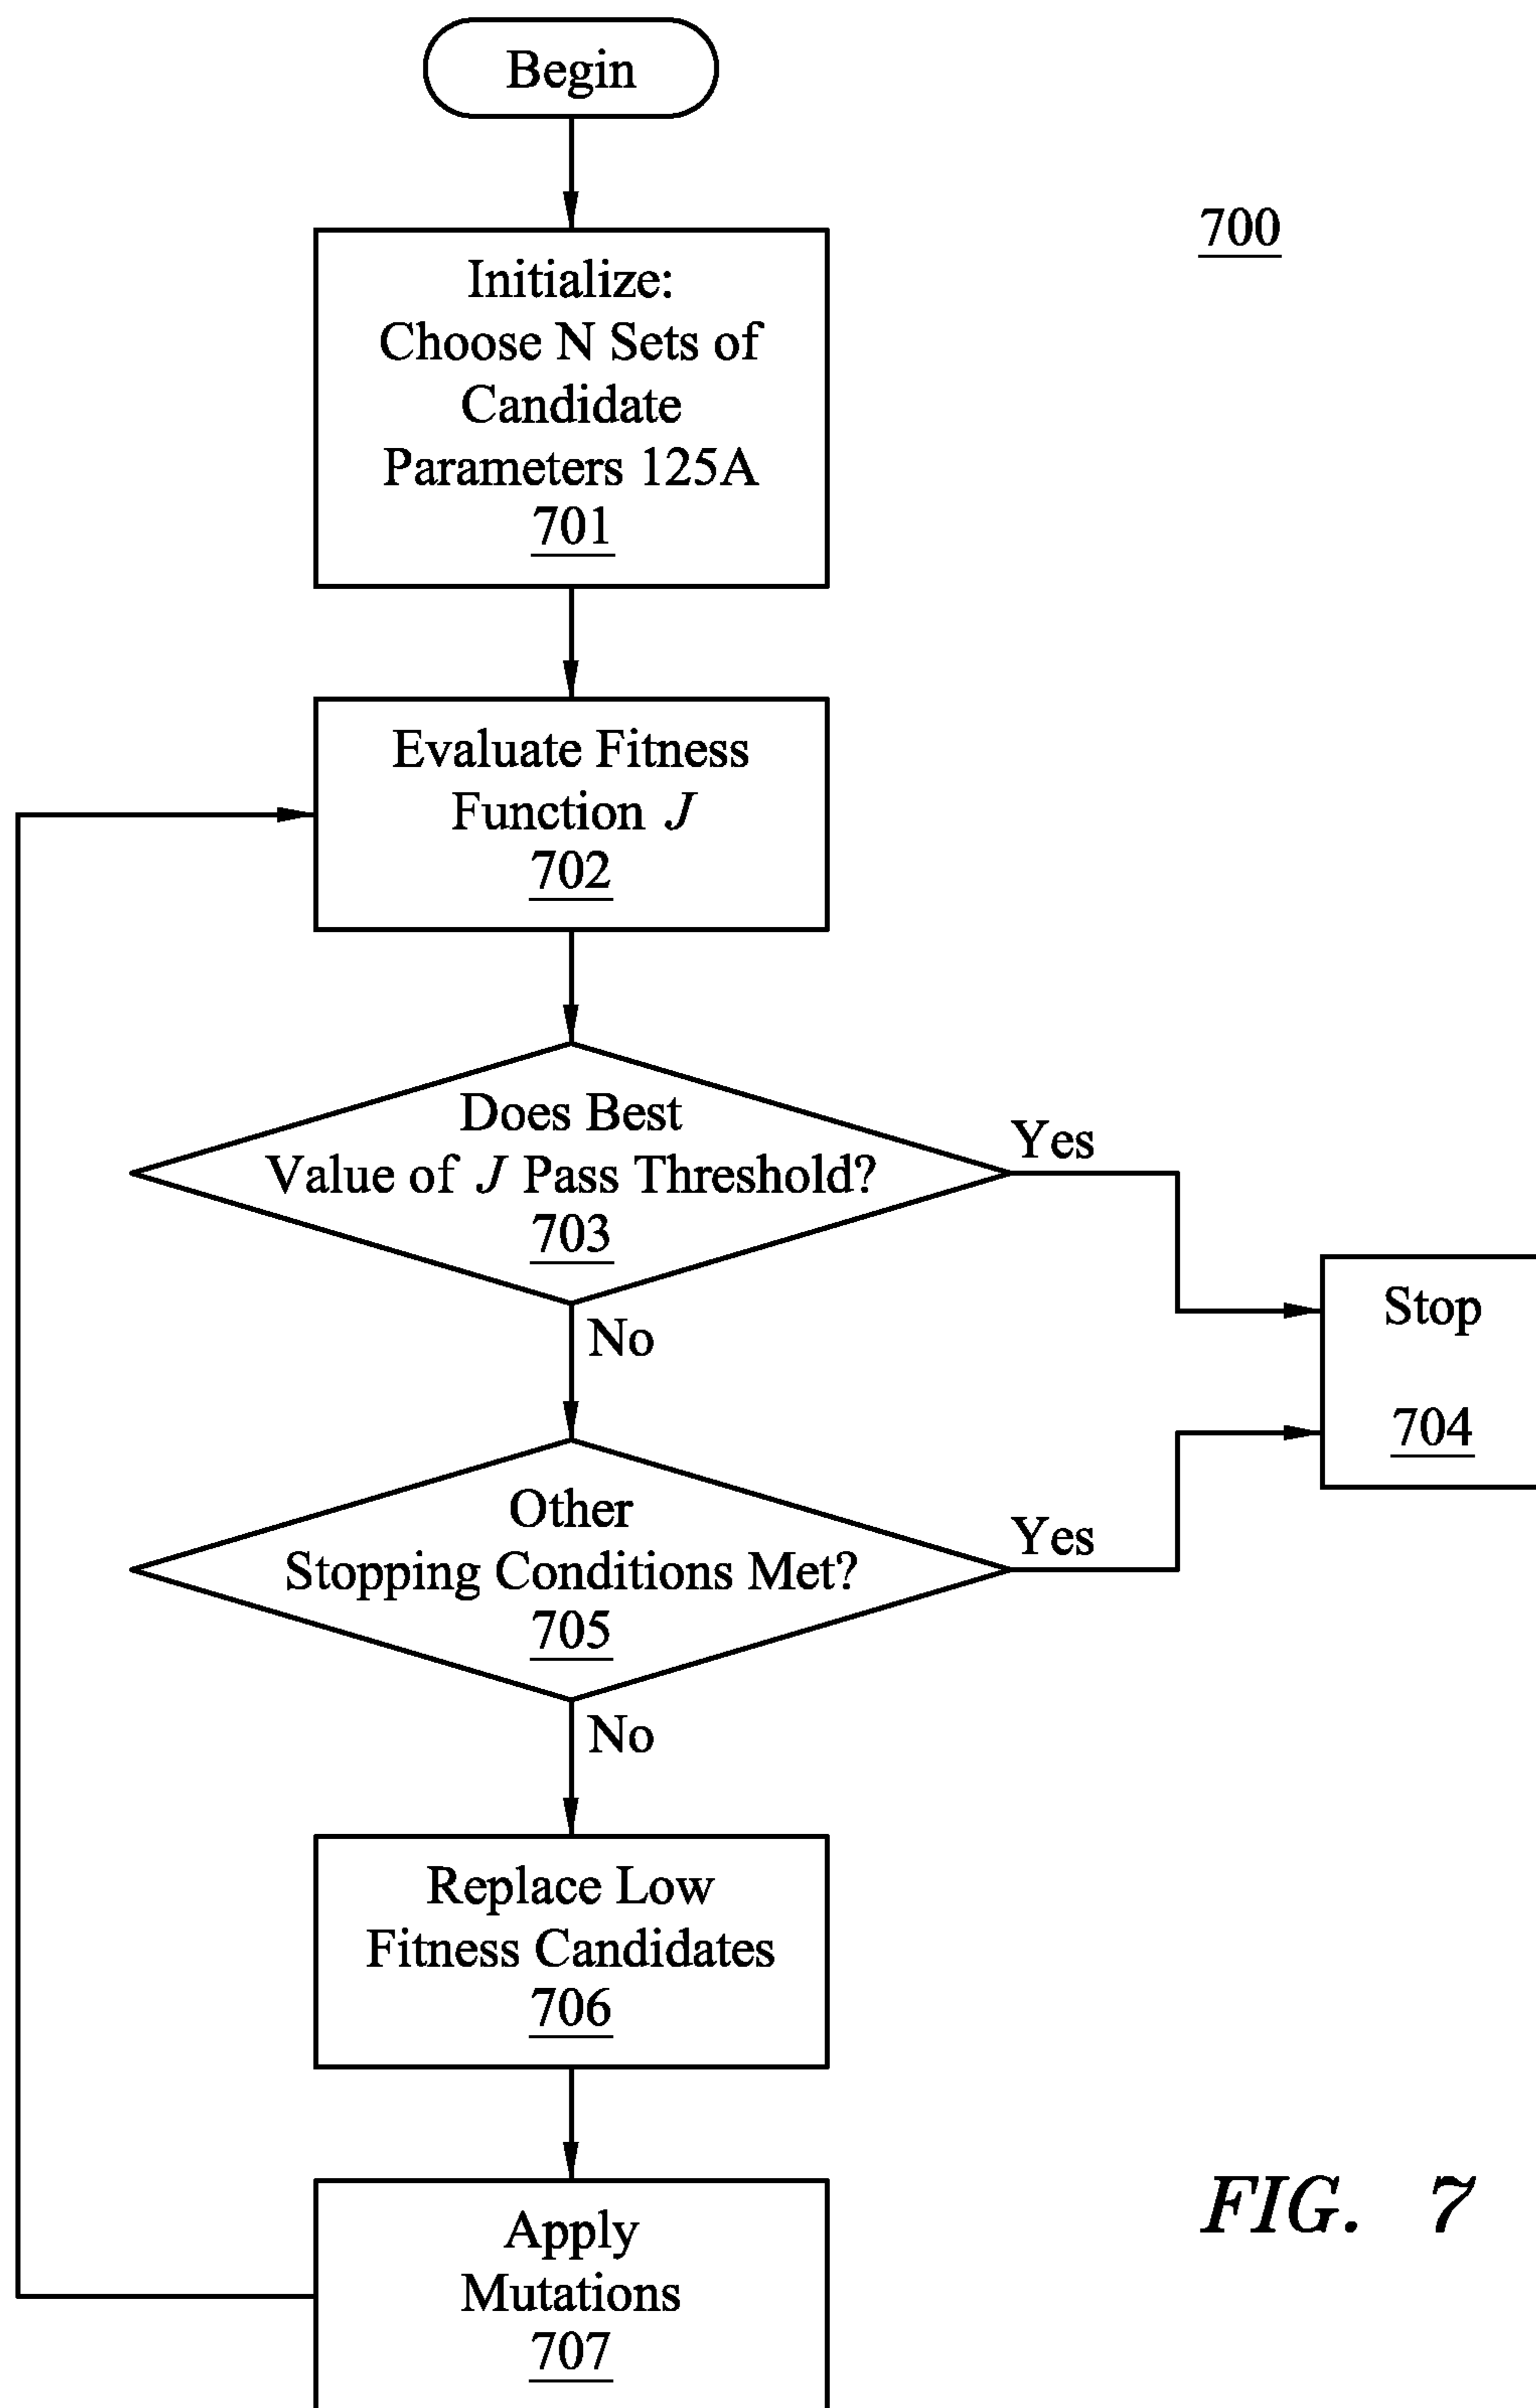 Begin
700
Initialize:
Choose N Sets of
Candidate
Parameters 125A
701
Evaluate Fitness
Function J
702
Does Best
Value of J Pass Threshold?
703
Yes
No
Stop
704
Other
Stopping Conditions Met?
705
Yes
No
Replace Low
Fitness Candidates
706
Apply
Mutations
707
FIG. 7